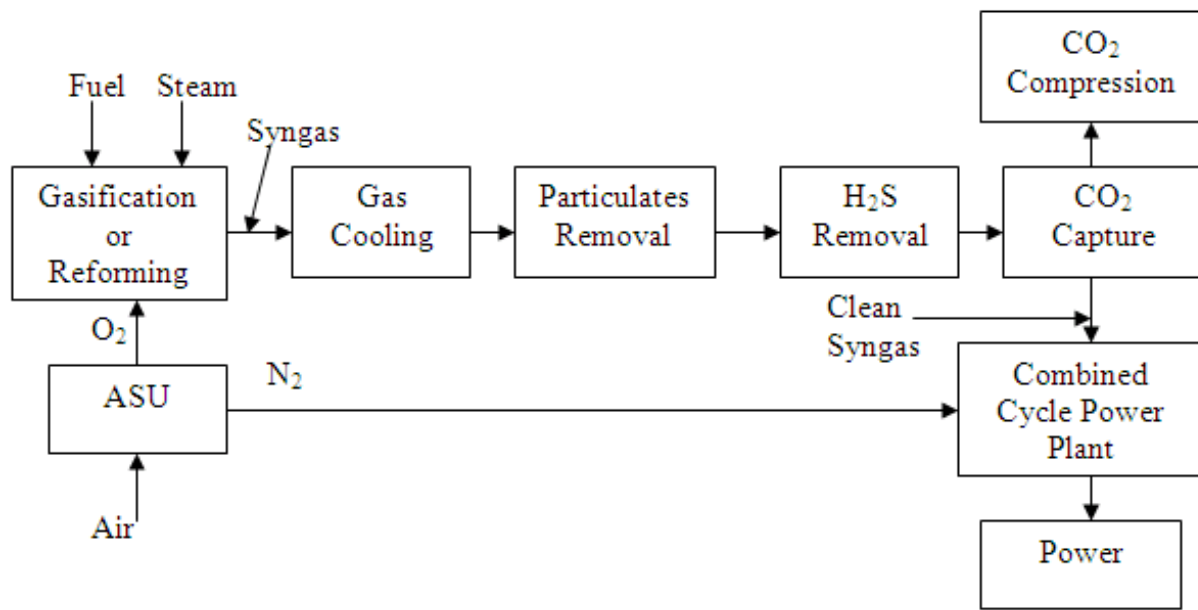 CO₂
Compression
Fuel
Steam
Syngas
Gasification
or
Reforming
Gas
Cooling
Particulates
Removal
H₂S
Removal
CO₂
Capture
O₂
Clean
Syngas
ASU
N₂
Combined
Cycle Power
Plant
Air
Power